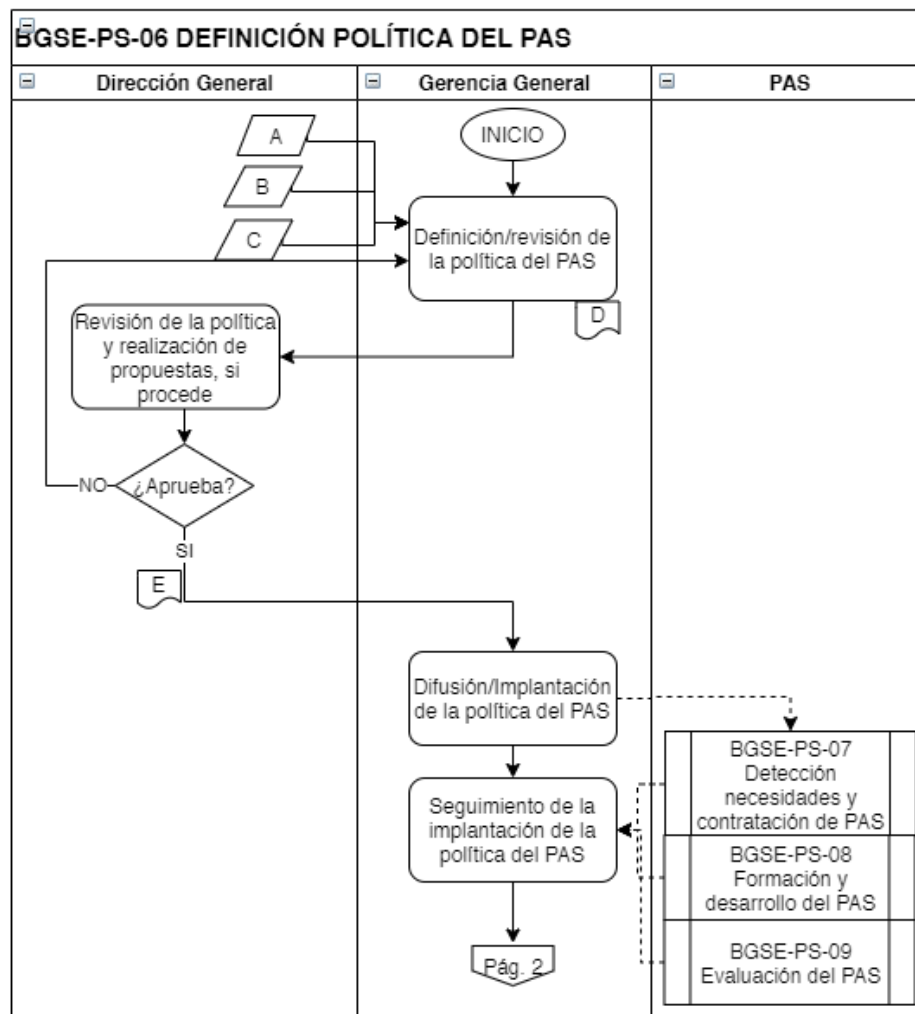 BGSE-PS-06 DEFINICIÓN POLÍTICA DEL PAS
Dirección General
Gerencia General
PAS
A
INICIO
B
C
Definición/revisión de
la política del PAS
D
Revisión de la política
y realización de
propuestas, si
procede
NO
¿Aprueba?
SI
E
Difusión/Implantación
de la política del PAS
BGSE-PS-07
Detección
necesidades y
contratación de PAS
Seguimiento de la
implantación de la
política del PAS
BGSE-PS-08
Formación y
desarrollo del PAS
BGSE-PS-09
Evaluación del PAS
Pág. 2